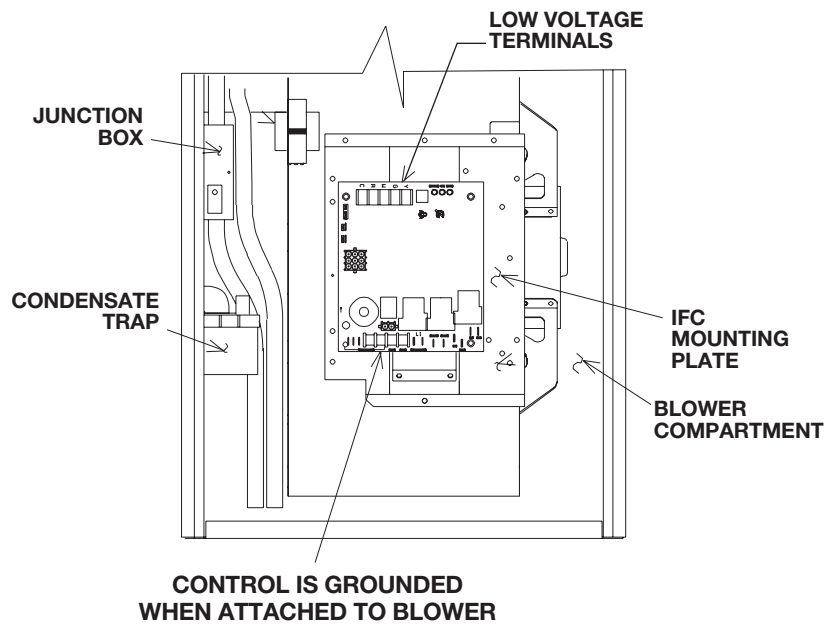 LOW VOLTAGE
TERMINALS
JUNCTION
BOX
C R W G Y
CONDENSATE
TRAP
IFC
MOUNTING
PLATE
BLOWER
COMPARTMENT
CONTROL IS GROUNDED
WHEN ATTACHED TO BLOWER